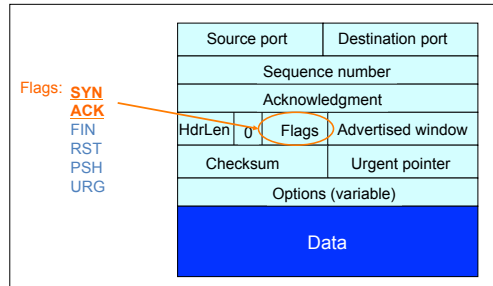 Source port Destination port
Sequence number
Flags: SYN
Acknowledgment
ACK
HdrLen 0 Flags Advertised window
FIN
RST
Checksum Urgent pointer
PSH
URG
Options (variable)
Data